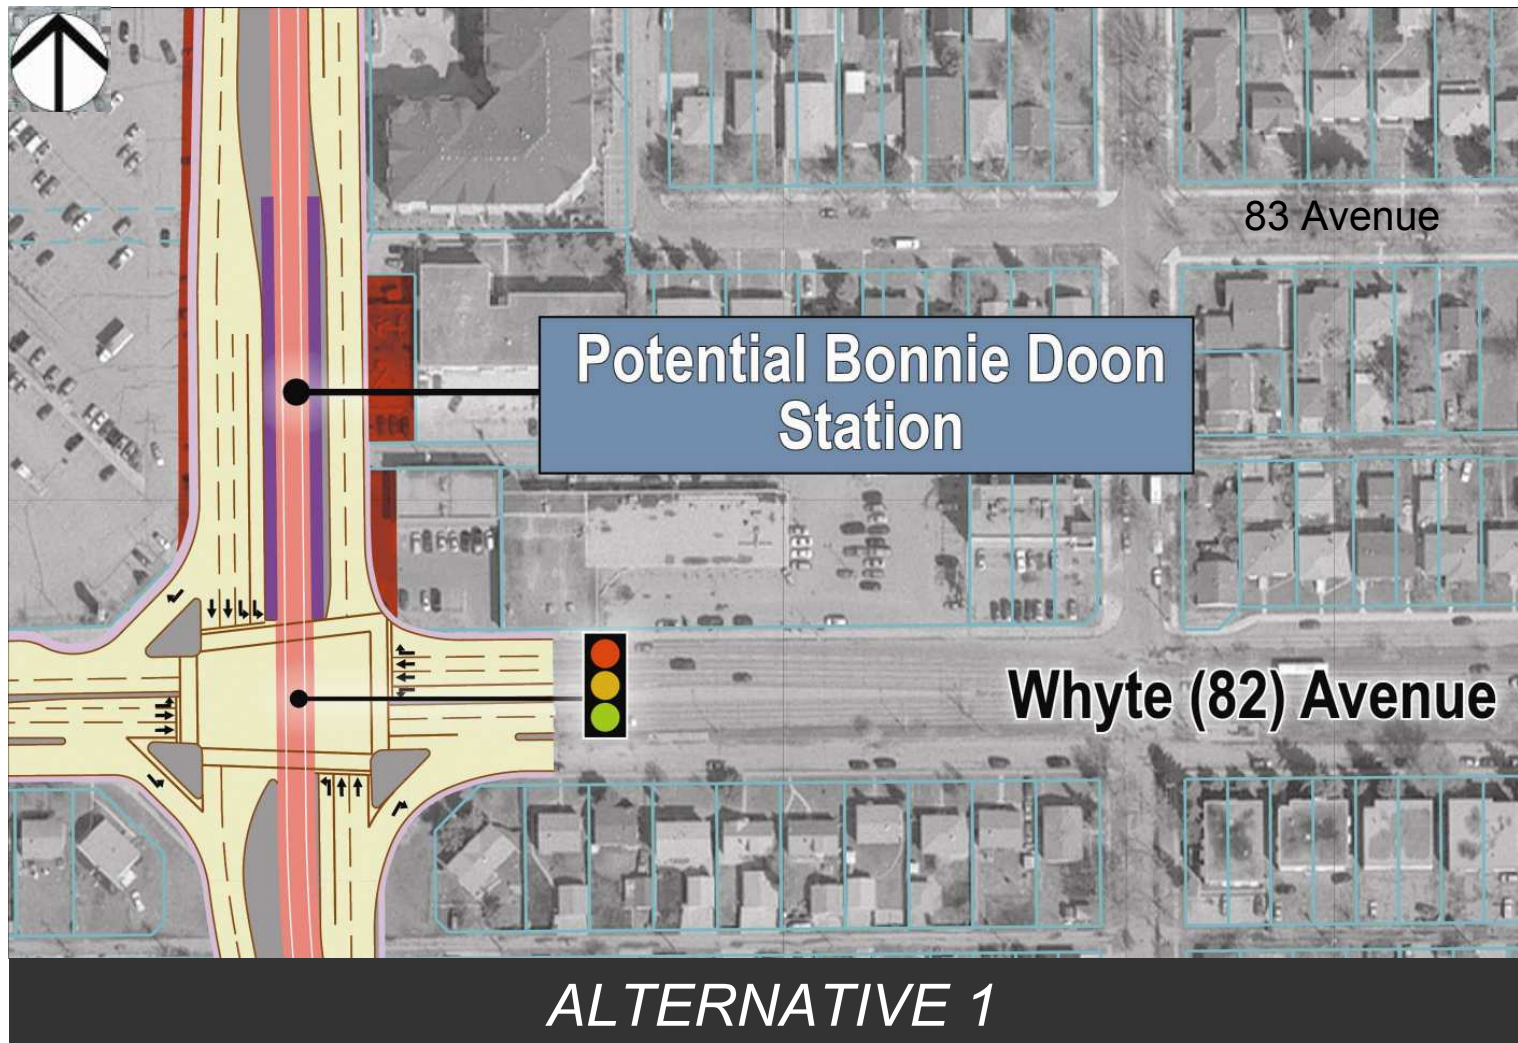 83 Avenue
Potential Bonnie Doon
Station
Whyte (82) Avenue
ALTERNATIVE 1